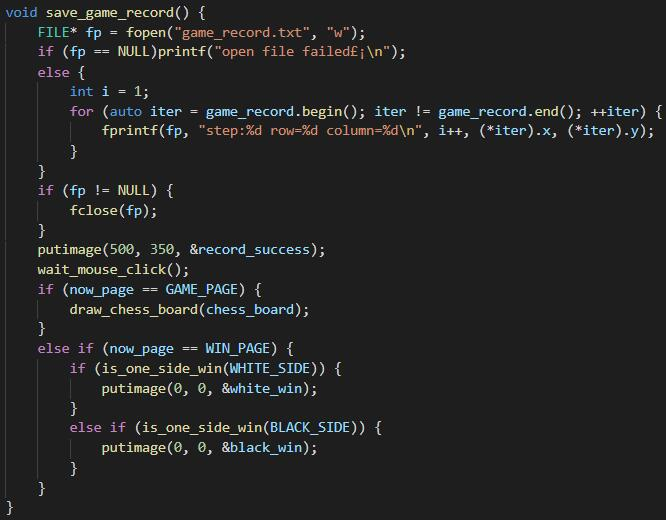 void save_game_record() {
    FILE* fp = fopen("game_record.txt", "w");
    if (fp == NULL)printf("open file failed£¡\n");
    else {
        int i = 1;
        for (auto iter = game_record.begin(); iter != game_record.end(); ++iter) {
            fprintf(fp, "step:%d row=%d column=%d\n", i++, (*iter).x, (*iter).y);
        }
    }
    if (fp != NULL) {
        fclose(fp);
    }
    putimage(500, 350, &record_success);
    wait_mouse_click();
    if (now_page == GAME_PAGE) {
        draw_chess_board(chess_board);
    }
    else if (now_page == WIN_PAGE) {
        if (is_one_side_win(WHITE_SIDE)) {
            putimage(0, 0, &white_win);
        }
        else if (is_one_side_win(BLACK_SIDE)) {
            putimage(0, 0, &black_win);
        }
    }
}